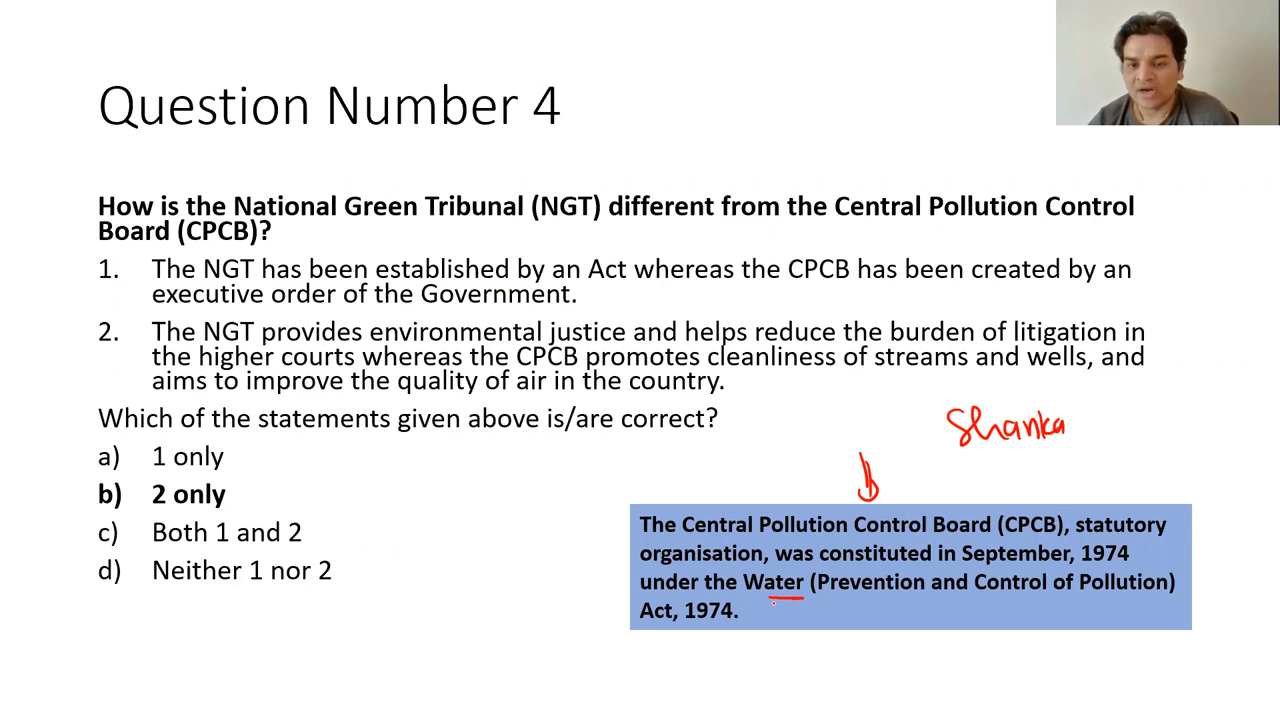 Question Number 4
How is the National Green Tribunal (NGT) different from the Central Pollution Control
Board (CPCB)?
1. The NGT has been established by an Act whereas the CPCB has been created by an
executive order of the Government.
2. The NGT provides environmental justice and helps reduce the burden of litigation in
the higher courts whereas the CPCB promotes cleanliness of streams and wells, and
aims to improve the quality of air in the country.
Which of the statements given above is/are correct?
a) 1 only
b) 2 only
c) Both 1 and 2
d) Neither 1 nor 2
Shanka
The Central Pollution Control Board (CPCB), statutory
organisation, was constituted in September, 1974
under the Water (Prevention and Control of Pollution)
Act, 1974.